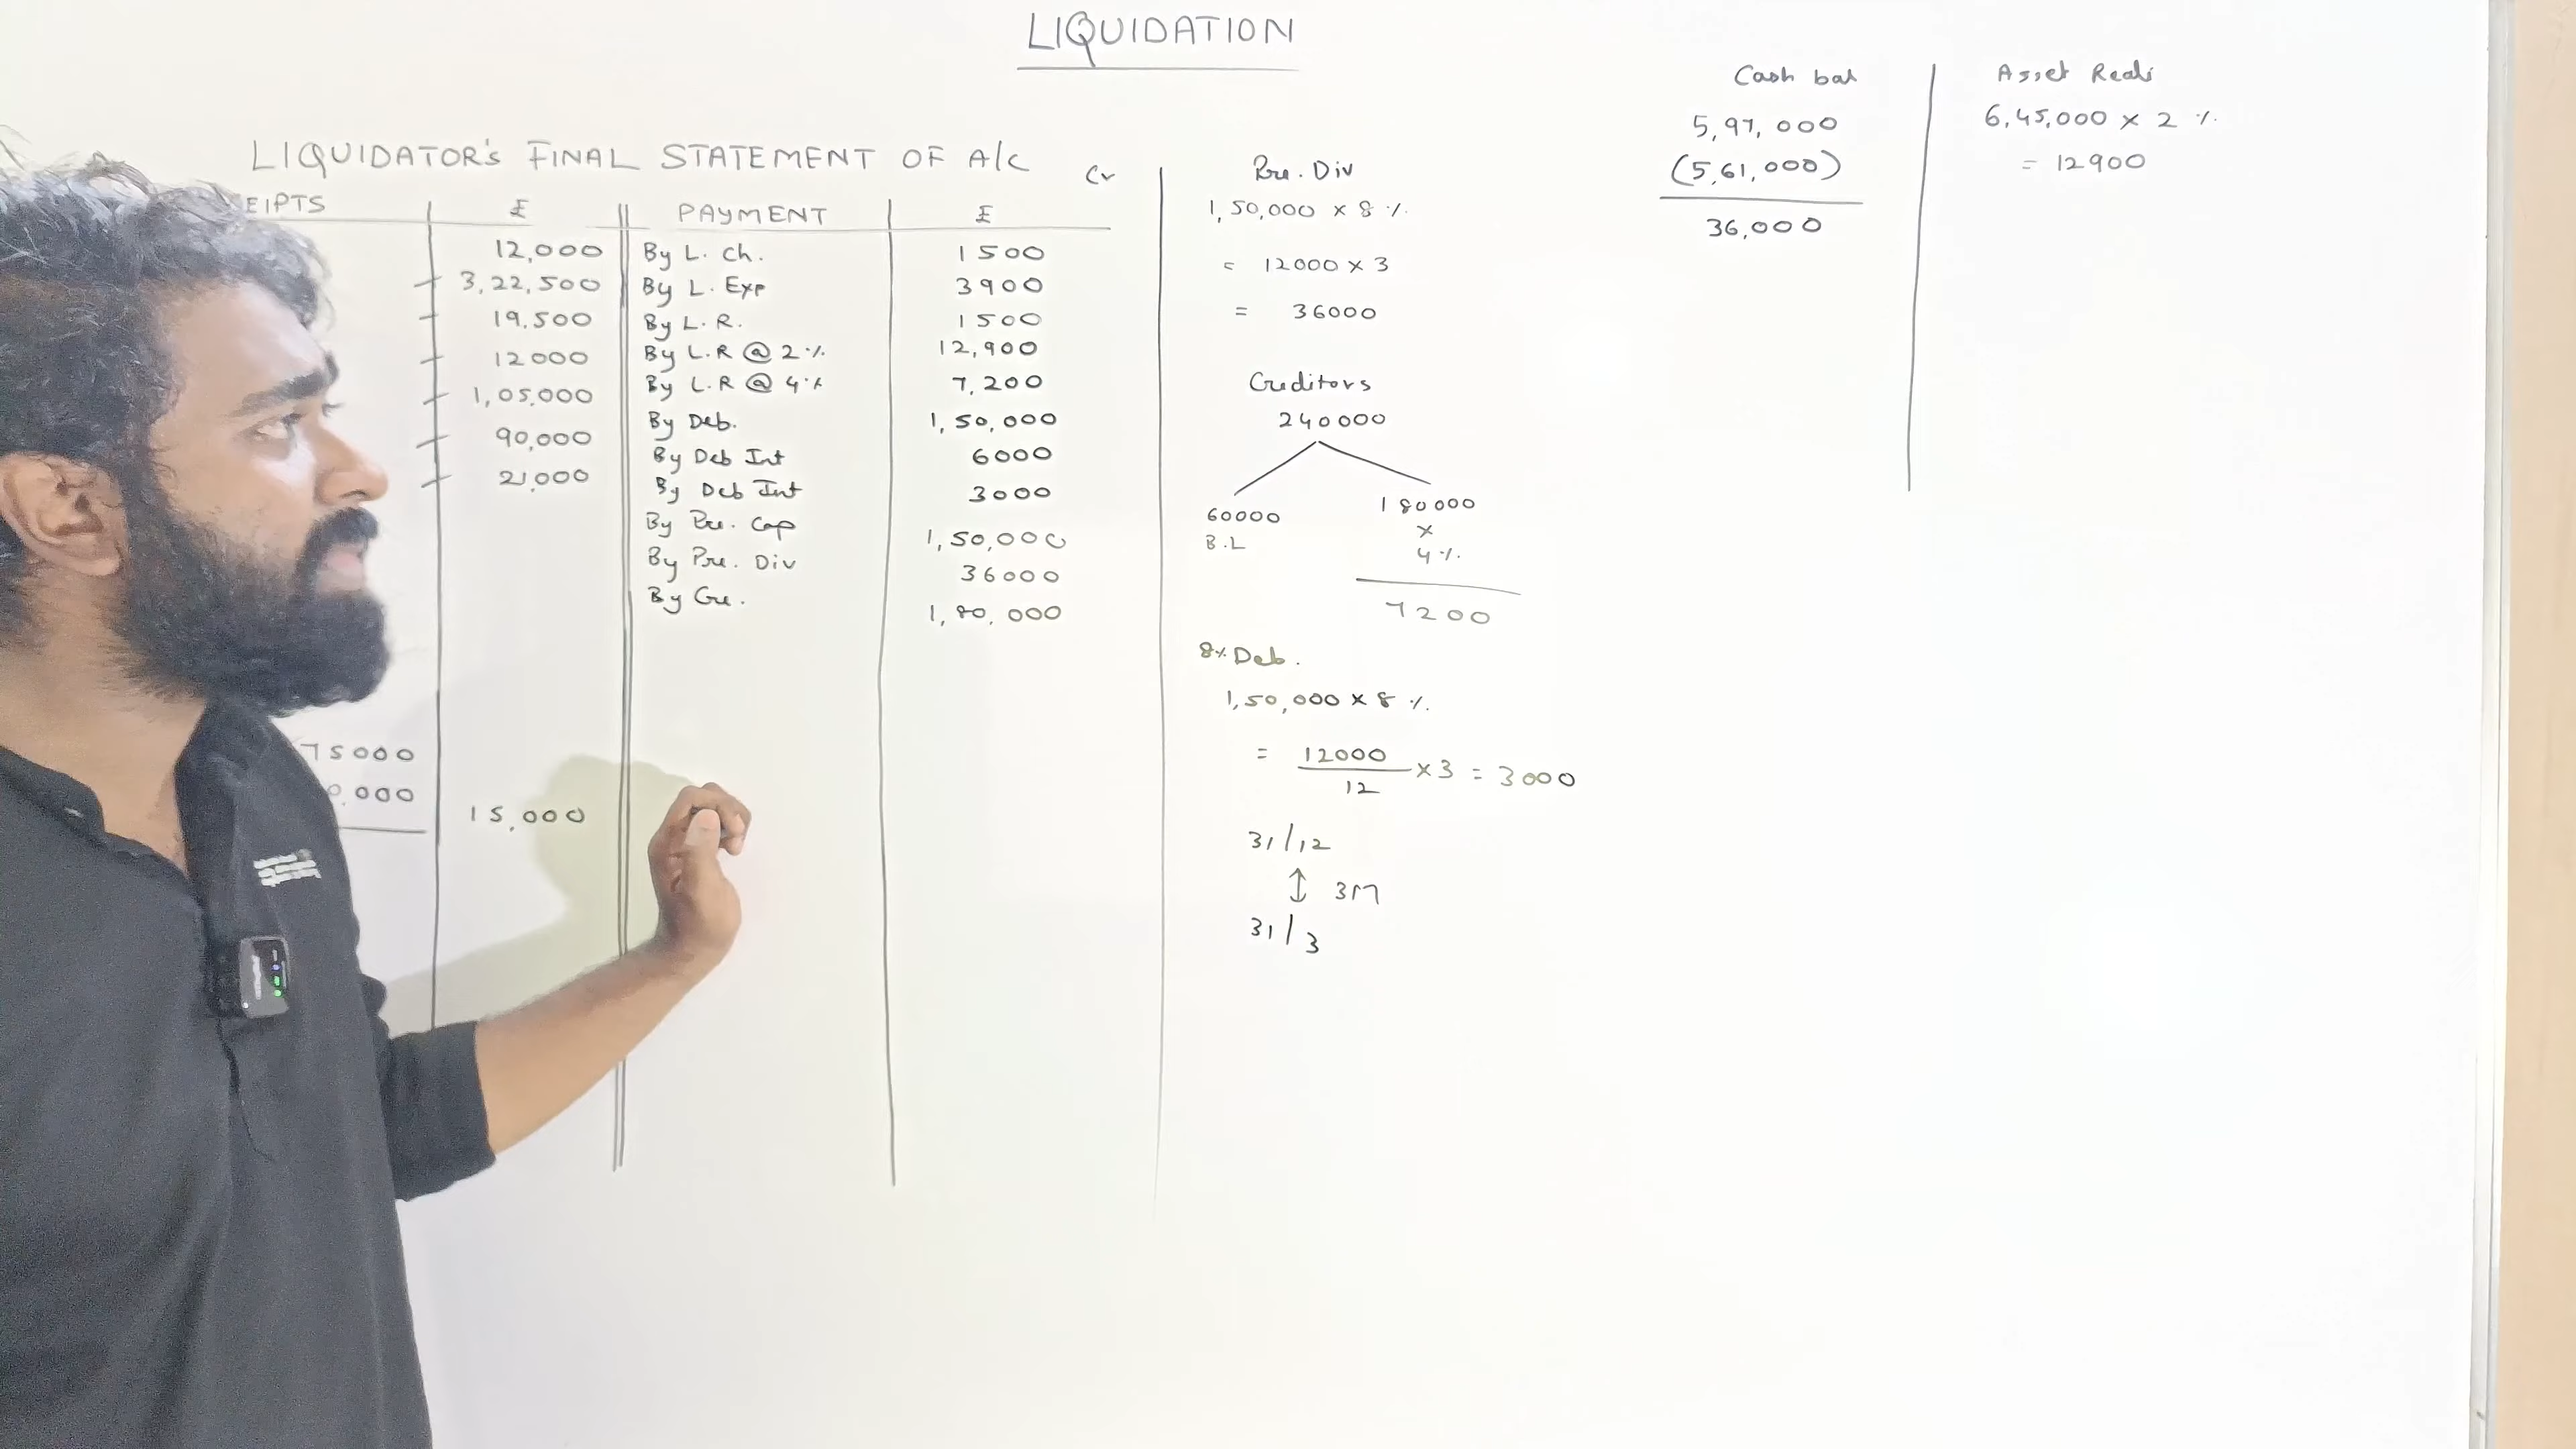 LIQUIDATION
LIQUIDATOR'S FINAL STATEMENT OF A/C
Cr
EIPTS £ PAYMENT £
12,000 By L. Ch. 1500
3,22,500 By L. Exp 3900
19,500 By L. R. 1500
12000 By L.R @ 2% 12,900
1,05,000 By L.R @ 4% 7,200
90,000 By Deb. 1,50,000
21,000 By Deb Int 6000
By Deb Int 3000
By Pre. Cap 1,50,000
By Pre. Div 36000
By Cre. 1,80,000
75000
0,000
15,000
Pre. Div
1,50,000 x 8%
= 12000 x 3
= 36000
Creditors
240000
60000
B.L
180000
x
4%
7200
8% Deb.
1,50,000 x 8%
= 12000
12
x 3 = 3000
31/12
↕ 3M
31/3
Cash bal
5,97,000
(5,61,000)
36,000
Asset Reali
6,45,000 x 2%
= 12900